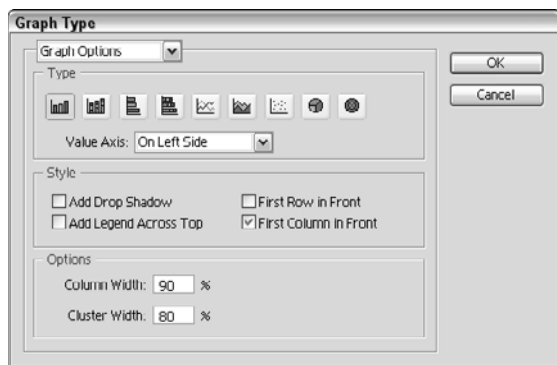 Graph Type
Graph Options
OK
Cancel
Type
Value Axis: On Left Side
Style
Add Drop Shadow
First Row in Front
Add Legend Across Top
First Column in Front
Options
Column Width: 90 %
Cluster Width: 80 %